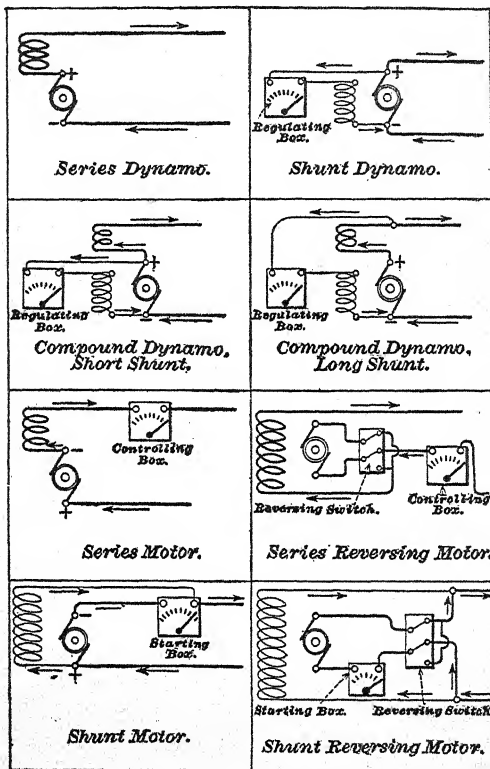 +
−
Series Dynamo.
Regulating
Box.
+
−
Shunt Dynamo.
Regulating
Box.
+
−
Compound Dynamo,
Short Shunt,
Regulating
Box.
+
−
Compound Dynamo,
Long Shunt.
−
+
Controlling
Box.
Series Motor.
Reversing Switch.
Controlling
Box.
Series Reversing Motor.
−
+
Starting
Box.
Shunt Motor.
Starting Box.
Reversing Switch
Shunt Reversing Motor.